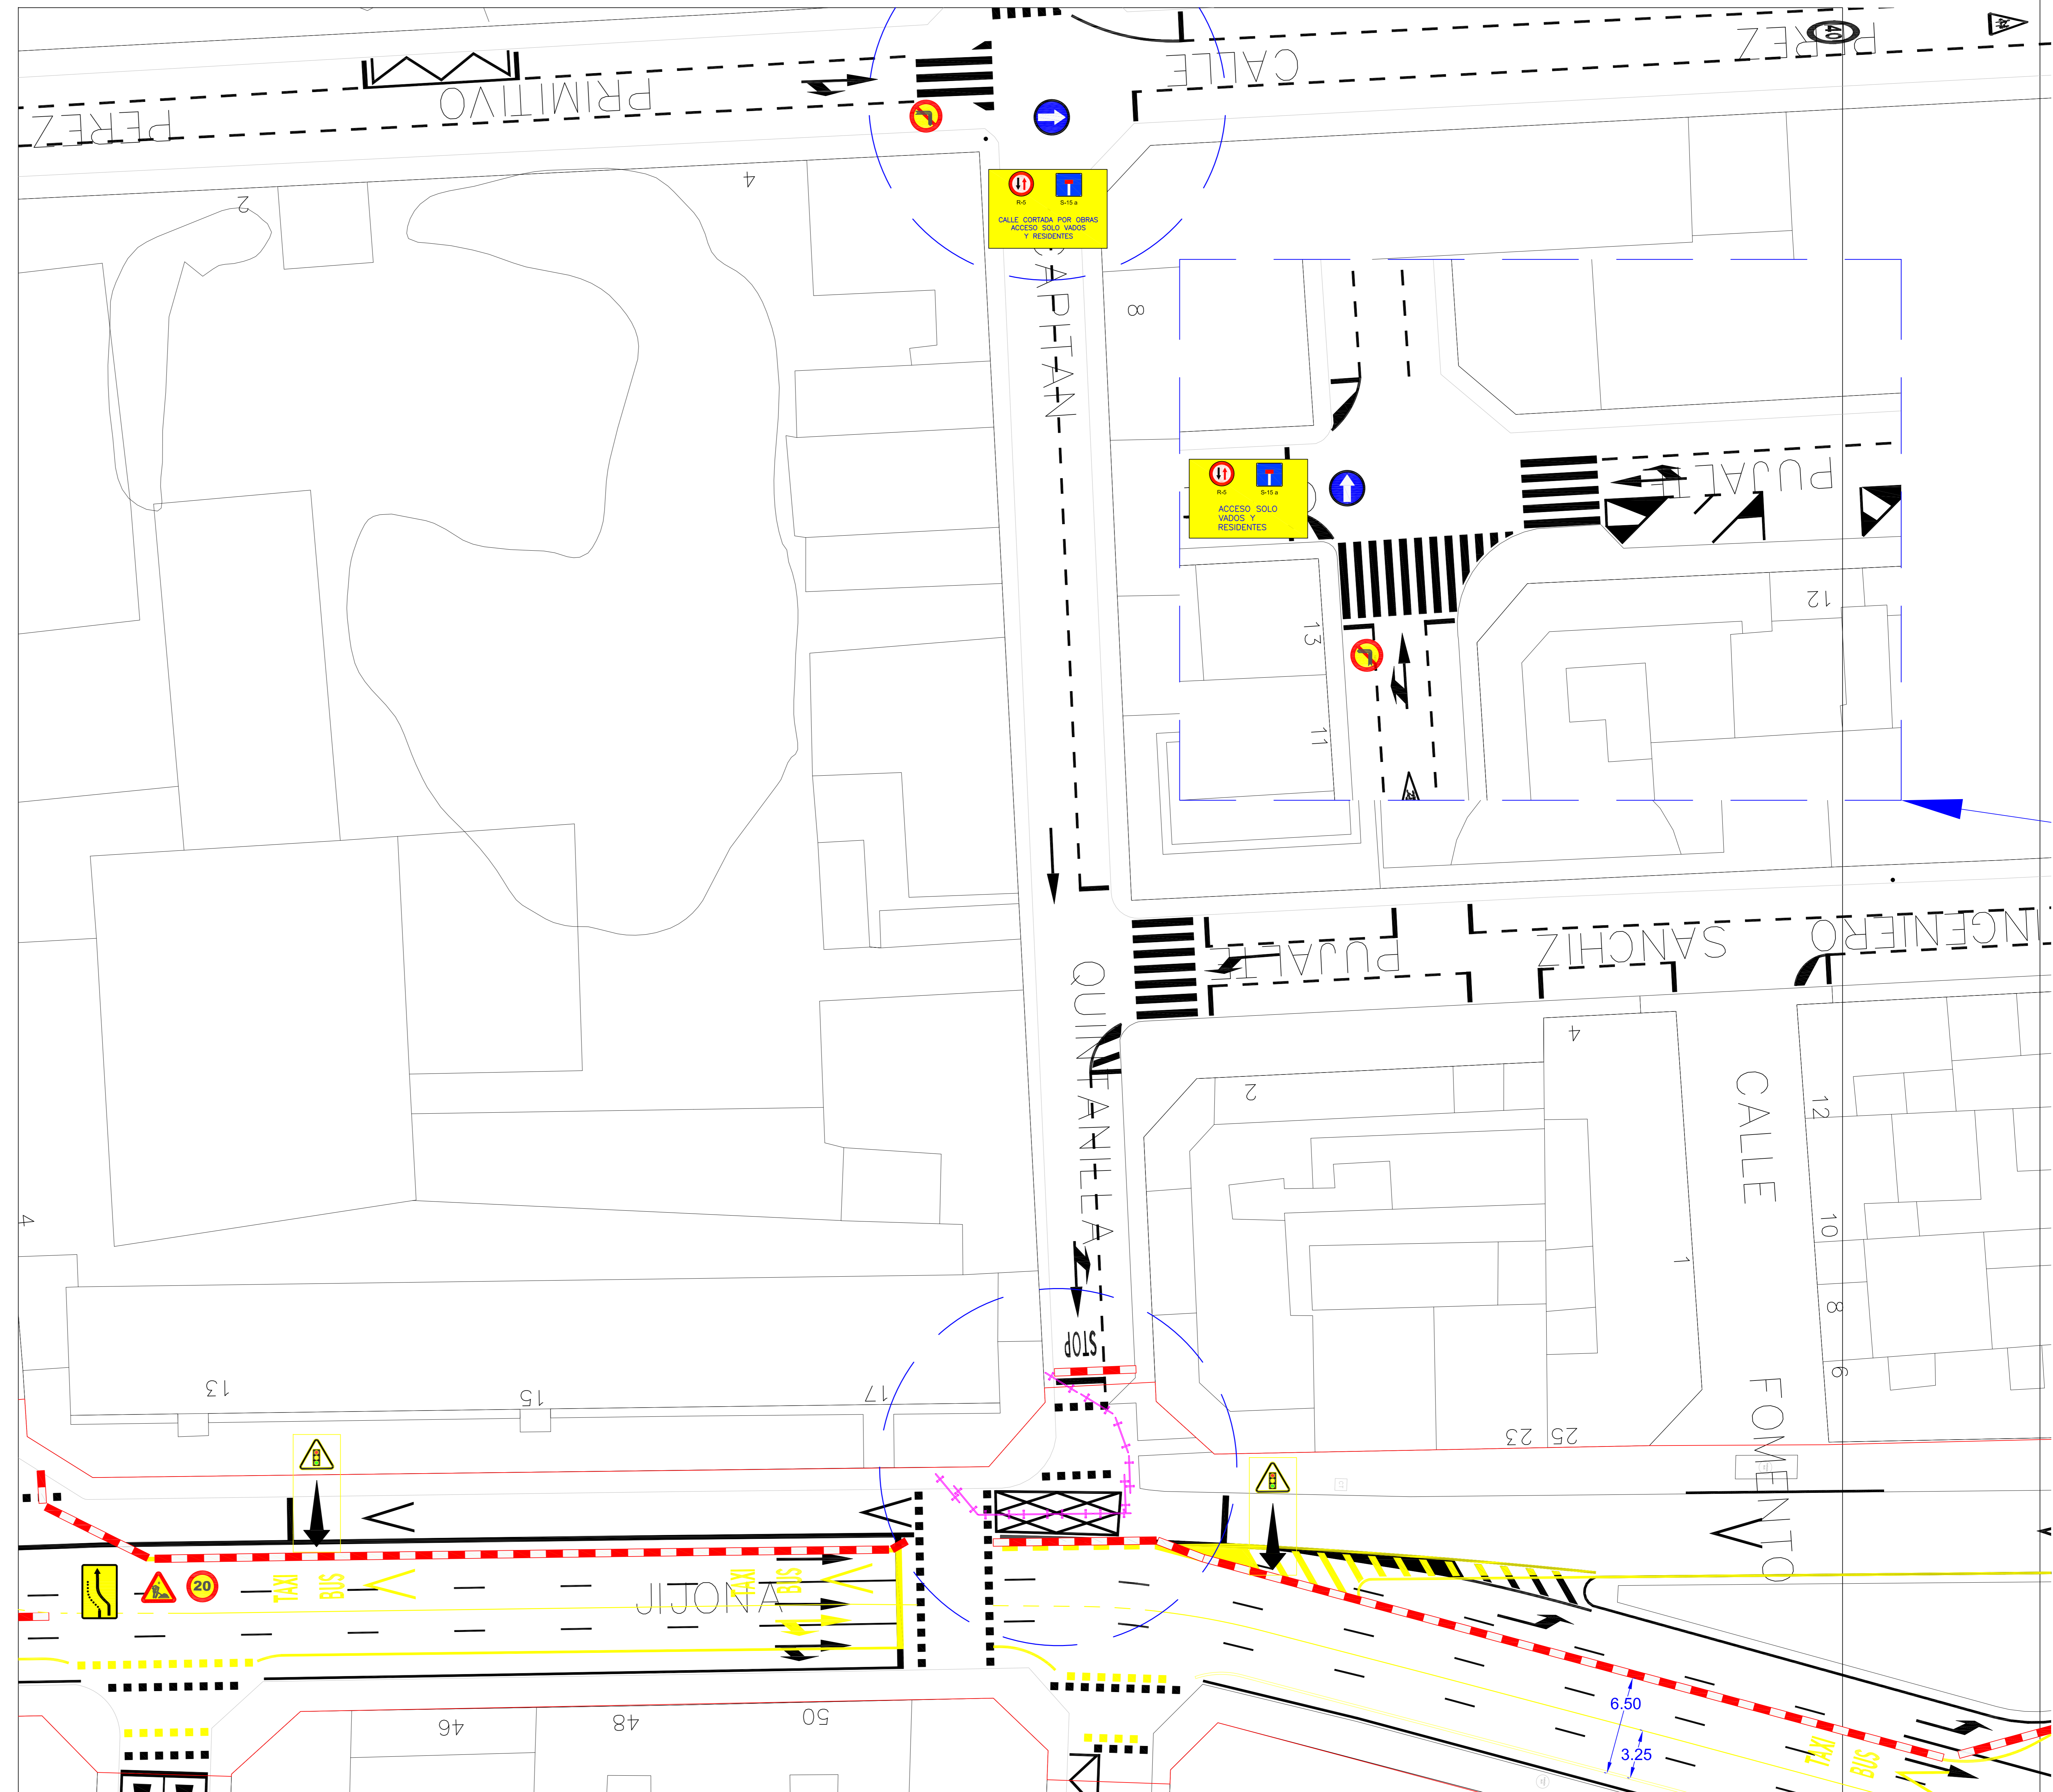 CALLE
PEREZ
40
PRIMITIVO
PEREZ
2
4
R-5
S-15 a
CALLE CORTADA POR OBRAS
ACCESO SOLO VADOS
Y RESIDENTES
CAPITAN
8
R-5
S-15 a
ACCESO SOLO
VADOS Y
RESIDENTES
PUJALTE
12
13
11
INGENIERO
SANCHIZ
PUJALTE
QUINTANILLA
4
2
CALLE
12
10
8
6
1
4
STOP
13
15
17
23
25
FOMENTO
20
TAXI
BUS
JIJONA
TAXI
BUS
6.50
3.25
TAXI
BUS
46
48
50